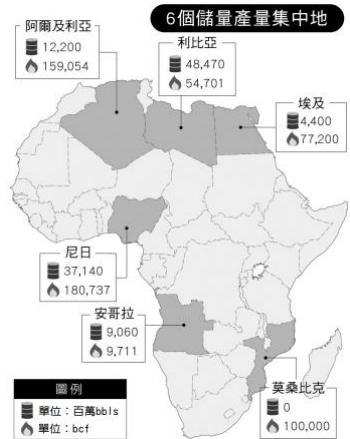 6個儲量產量集中地
阿爾及利亞
12,200
159,054
利比亞
48,470
54,701
埃及
4,400
77,200
尼日
37,140
180,737
安哥拉
9,060
9,711
莫桑比克
0
100,000
圖例
單位：百萬bbls
單位：bcf